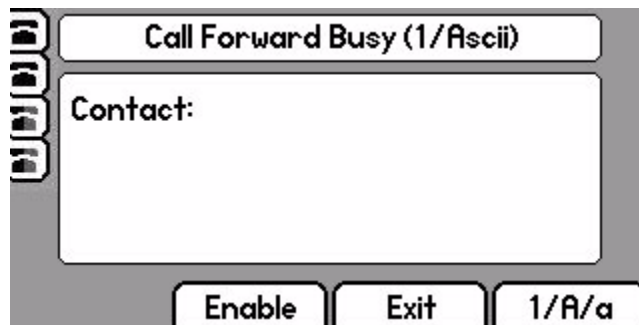 Call Forward Busy (1/Ascii)
Contact:
Enable Exit 1/A/a